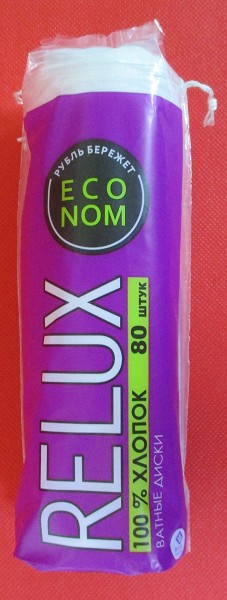 РУБЛЬ БЕРЕЖЕТ
ECO
NOM
RELUX
100 % ХЛОПОК 80 ШТУК
ВАТНЫЕ ДИСКИ